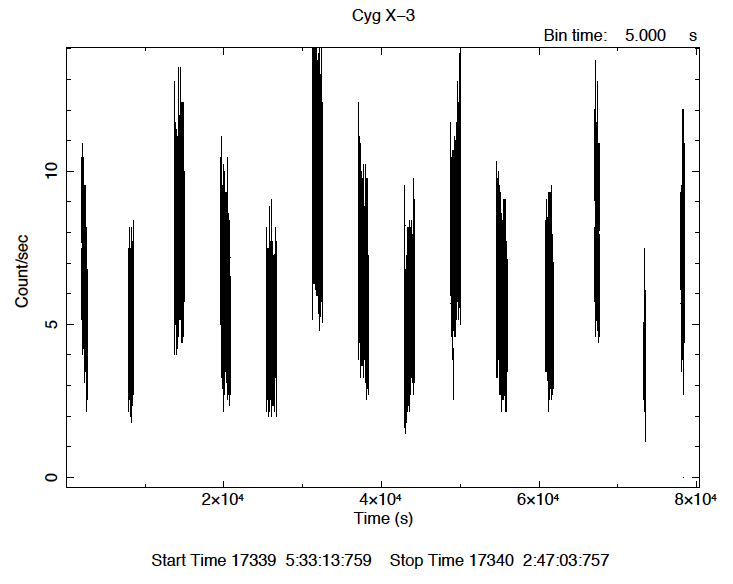 Cyg X−3
Bin time: 5.000 s
Count/sec
10
5
0
2×10⁴ 4×10⁴ 6×10⁴ 8×10⁴
Time (s)
Start Time 17339 5:33:13:759 Stop Time 17340 2:47:03:757